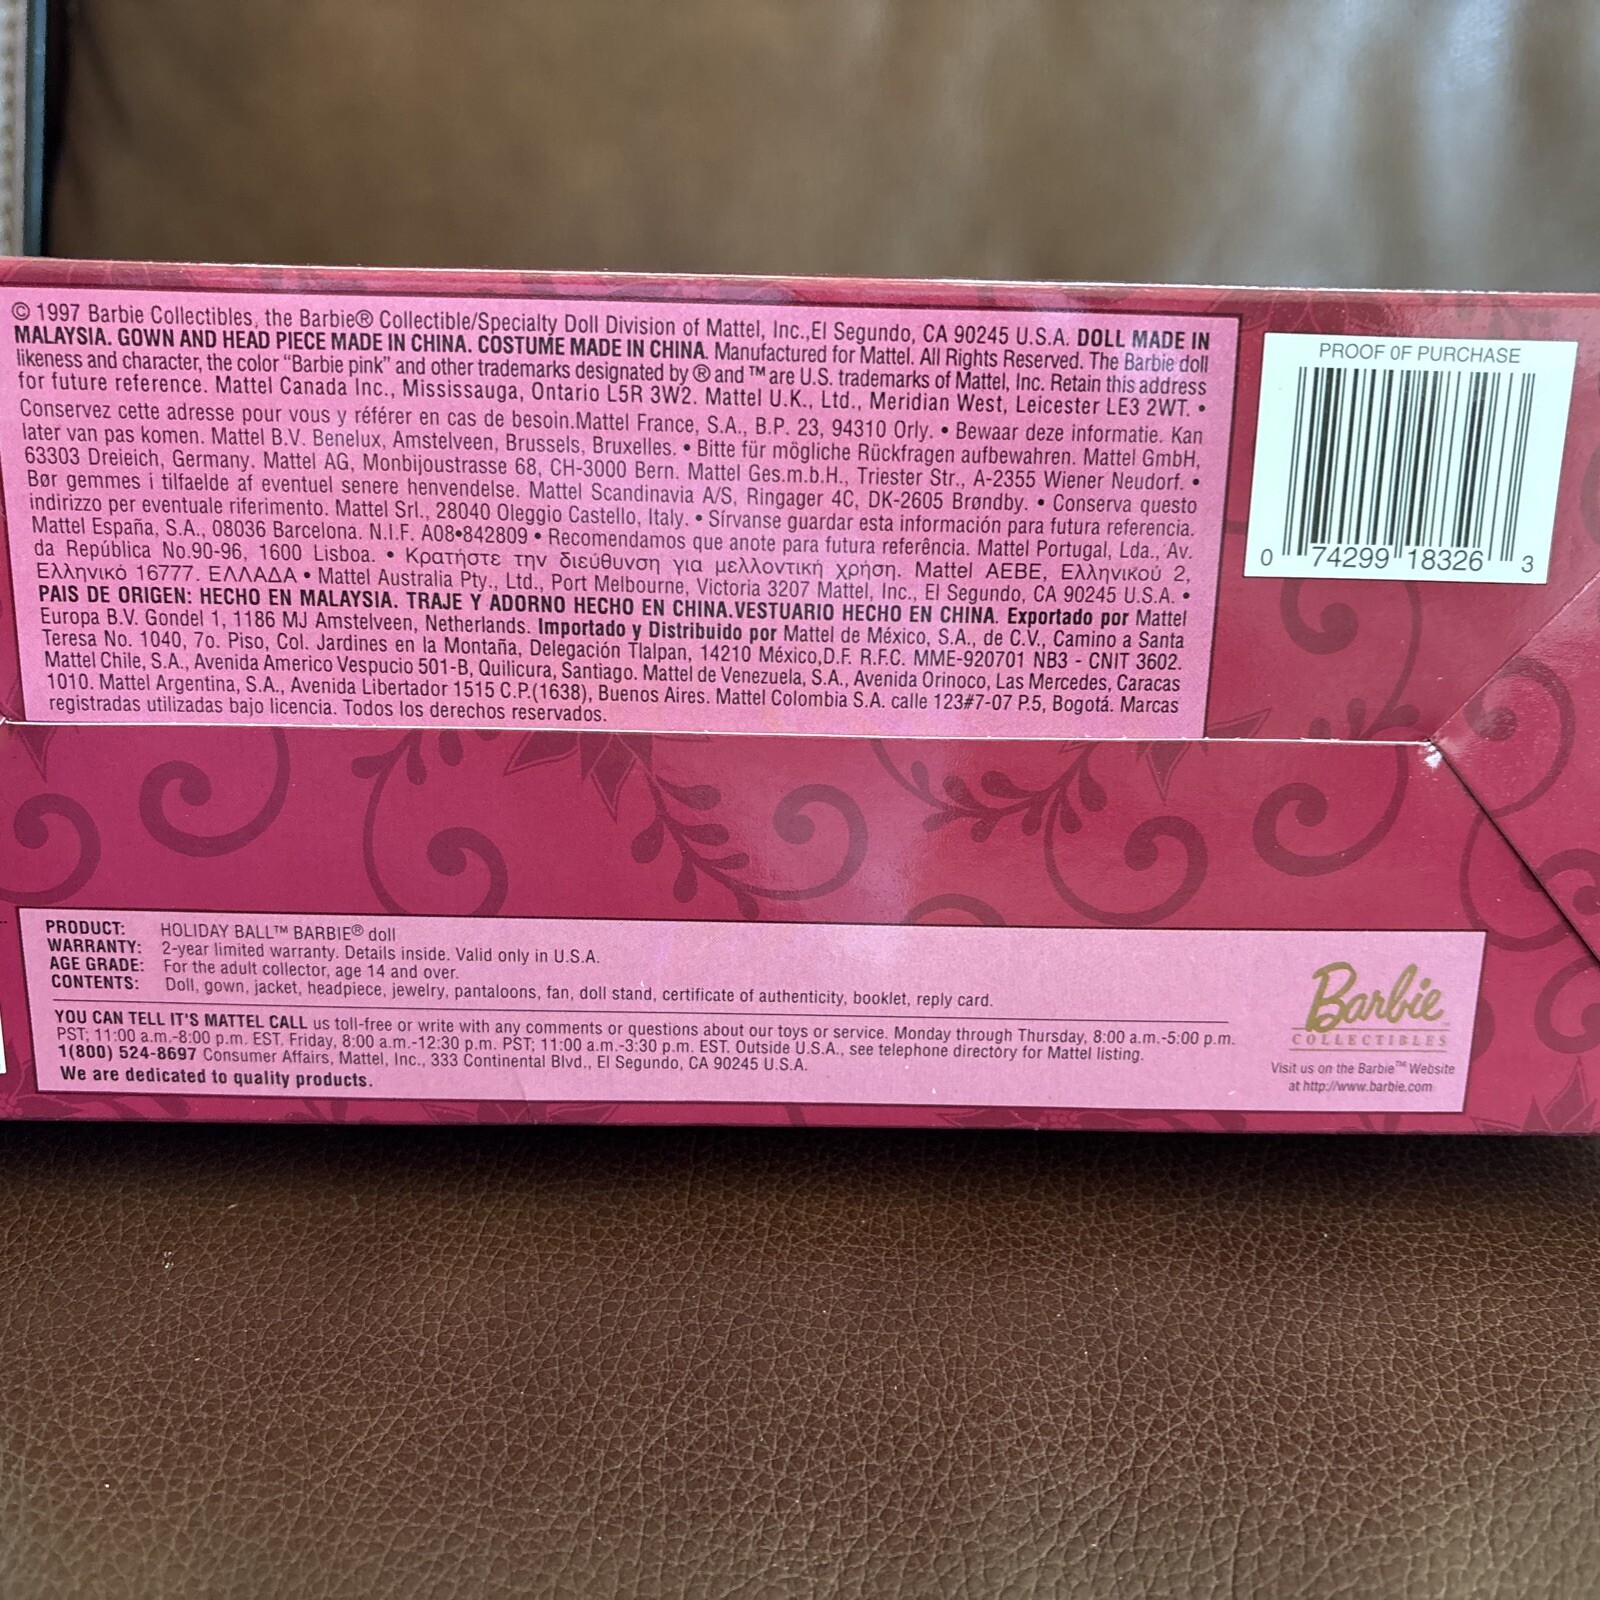 © 1997 Barbie Collectibles, the Barbie® Collectible/Specialty Doll Division of Mattel, Inc.,El Segundo, CA 90245 U.S.A. DOLL MADE IN
MALAYSIA. GOWN AND HEAD PIECE MADE IN CHINA. COSTUME MADE IN CHINA. Manufactured for Mattel. All Rights Reserved. The Barbie doll
likeness and character, the color “Barbie pink” and other trademarks designated by ® and ™ are U.S. trademarks of Mattel, Inc. Retain this address
for future reference. Mattel Canada Inc., Mississauga, Ontario L5R 3W2. Mattel U.K., Ltd., Meridian West, Leicester LE3 2WT. •
Conservez cette adresse pour vous y référer en cas de besoin.Mattel France, S.A., B.P. 23, 94310 Orly. • Bewaar deze informatie. Kan
later van pas komen. Mattel B.V. Benelux, Amstelveen, Brussels, Bruxelles. • Bitte für mögliche Rückfragen aufbewahren. Mattel GmbH,
63303 Dreieich, Germany. Mattel AG, Monbijoustrasse 68, CH-3000 Bern. Mattel Ges.m.b.H., Triester Str., A-2355 Wiener Neudorf. •
Bør gemmes i tilfaelde af eventuel senere henvendelse. Mattel Scandinavia A/S, Ringager 4C, DK-2605 Brøndby. • Conserva questo
indirizzo per eventuale riferimento. Mattel Srl., 28040 Oleggio Castello, Italy. • Sírvanse guardar esta información para futura referencia.
Mattel España, S.A., 08036 Barcelona. N.I.F. A08•842809 • Recomendamos que anote para futura referência. Mattel Portugal, Lda., Av.
da República No.90-96, 1600 Lisboa. • Κρατήστε την διεύθυνση για μελλοντική χρήση. Mattel AEBE, Ελληνικού 2,
Ελληνικό 16777. ΕΛΛΑΔΑ • Mattel Australia Pty., Ltd., Port Melbourne, Victoria 3207 Mattel, Inc., El Segundo, CA 90245 U.S.A. •
PAIS DE ORIGEN: HECHO EN MALAYSIA. TRAJE Y ADORNO HECHO EN CHINA.VESTUARIO HECHO EN CHINA. Exportado por Mattel
Europa B.V. Gondel 1, 1186 MJ Amstelveen, Netherlands. Importado y Distribuido por Mattel de México, S.A., de C.V., Camino a Santa
Teresa No. 1040, 7o. Piso, Col. Jardines en la Montaña, Delegación Tlalpan, 14210 México,D.F. R.F.C. MME-920701 NB3 - CNIT 3602.
Mattel Chile, S.A., Avenida Americo Vespucio 501-B, Quilicura, Santiago. Mattel de Venezuela, S.A., Avenida Orinoco, Las Mercedes, Caracas
1010. Mattel Argentina, S.A., Avenida Libertador 1515 C.P.(1638), Buenos Aires. Mattel Colombia S.A. calle 123#7-07 P.5, Bogotá. Marcas
registradas utilizadas bajo licencia. Todos los derechos reservados.
PROOF OF PURCHASE
0 74299 18326 3
PRODUCT: HOLIDAY BALL™ BARBIE® doll
WARRANTY: 2-year limited warranty. Details inside. Valid only in U.S.A.
AGE GRADE: For the adult collector, age 14 and over.
CONTENTS: Doll, gown, jacket, headpiece, jewelry, pantaloons, fan, doll stand, certificate of authenticity, booklet, reply card.
YOU CAN TELL IT'S MATTEL CALL us toll-free or write with any comments or questions about our toys or service. Monday through Thursday, 8:00 a.m.-5:00 p.m.
PST; 11:00 a.m.-8:00 p.m. EST, Friday, 8:00 a.m.-12:30 p.m. PST; 11:00 a.m.-3:30 p.m. EST. Outside U.S.A., see telephone directory for Mattel listing.
1(800) 524-8697 Consumer Affairs, Mattel, Inc., 333 Continental Blvd., El Segundo, CA 90245 U.S.A.
We are dedicated to quality products.
Barbie™
COLLECTIBLES
Visit us on the Barbie™ Website
at http://www.barbie.com